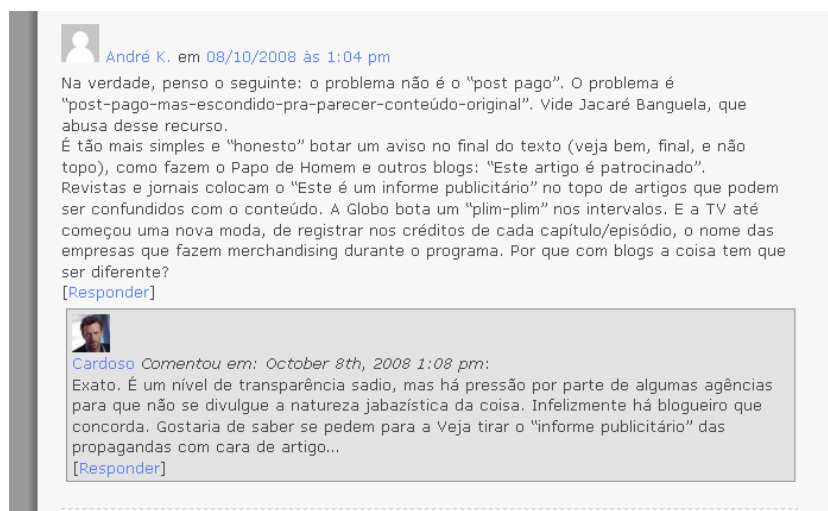 André K. em 08/10/2008 às 1:04 pm
Na verdade, penso o seguinte: o problema não é o “post pago”. O problema é
“post-pago-mas-escondido-pra-parecer-conteúdo-original”. Vide Jacaré Banguela, que
abusa desse recurso.
É tão mais simples e “honesto” botar um aviso no final do texto (veja bem, final, e não
topo), como fazem o Papo de Homem e outros blogs: “Este artigo é patrocinado”.
Revistas e jornais colocam o “Este é um informe publicitário” no topo de artigos que podem
ser confundidos com o conteúdo. A Globo bota um “plim-plim” nos intervalos. E a TV até
começou uma nova moda, de registrar nos créditos de cada capítulo/episódio, o nome das
empresas que fazem merchandising durante o programa. Por que com blogs a coisa tem que
ser diferente?
[Responder]
Cardoso Comentou em: October 8th, 2008 1:08 pm:
Exato. É um nível de transparência sadio, mas há pressão por parte de algumas agências
para que não se divulgue a natureza jabazística da coisa. Infelizmente há blogueiro que
concorda. Gostaria de saber se pedem para a Veja tirar o “informe publicitário” das
propagandas com cara de artigo...
[Responder]